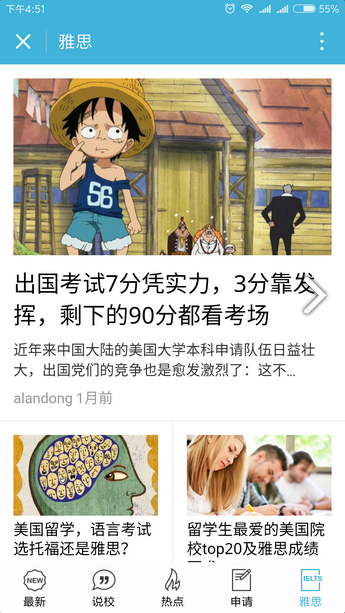 下午4:51
55%
雅思
56
出国考试7分凭实力，3分靠发
挥，剩下的90分都看考场
近年来中国大陆的美国大学本科申请队伍日益壮
大，出国党们的竞争也是愈发激烈了：这不...
alandong 1月前
美国留学，语言考试
选托福还是雅思？
留学生最爱的美国院
校top20及雅思成绩
NEW
IELTS
最新
说校
热点
申请
雅思